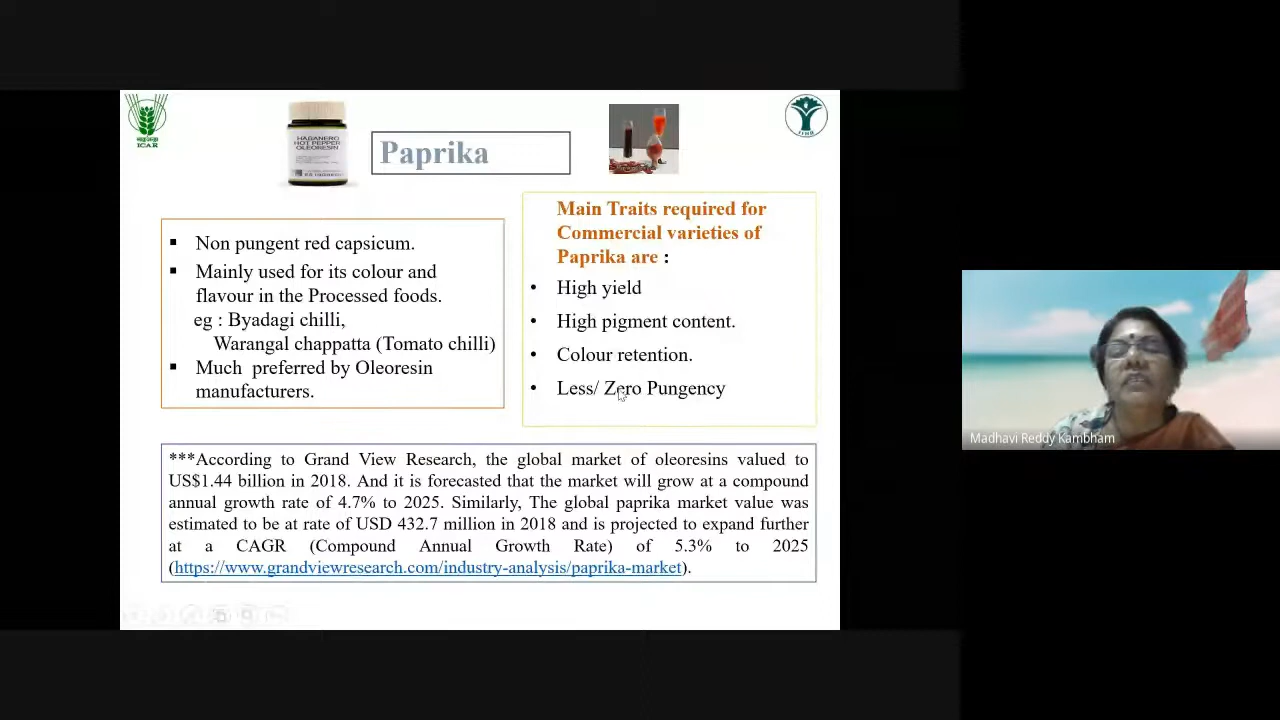 ICAR
HABANERO
HOT PEPPER
OLEORESIN
Paprika
IIHR
▪ Non pungent red capsicum.
▪ Mainly used for its colour and
flavour in the Processed foods.
eg : Byadagi chilli,
Warangal chappatta (Tomato chilli)
▪ Much preferred by Oleoresin
manufacturers.
Main Traits required for
Commercial varieties of
Paprika are :
• High yield
• High pigment content.
• Colour retention.
• Less/ Zero Pungency
***According to Grand View Research, the global market of oleoresins valued to
US$1.44 billion in 2018. And it is forecasted that the market will grow at a compound
annual growth rate of 4.7% to 2025. Similarly, The global paprika market value was
estimated to be at rate of USD 432.7 million in 2018 and is projected to expand further
at a CAGR (Compound Annual Growth Rate) of 5.3% to 2025
(https://www.grandviewresearch.com/industry-analysis/paprika-market).
Madhavi Reddy Kambham